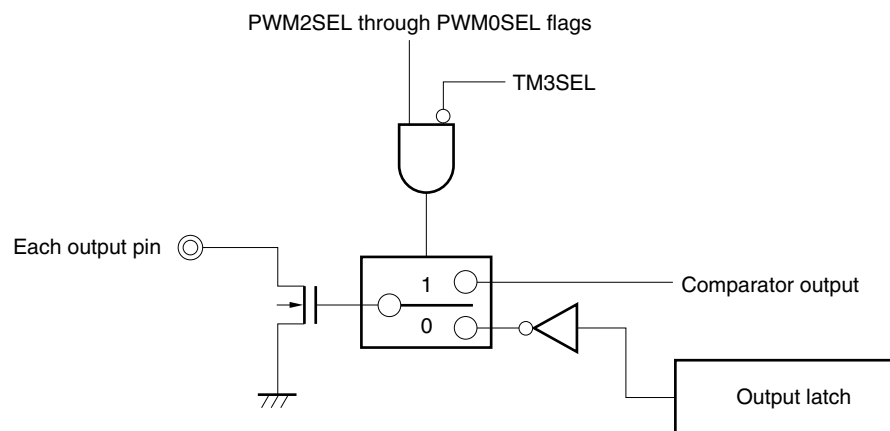 PWM2SEL through PWM0SEL flags
TM3SEL
Each output pin
1
Comparator output
0
Output latch